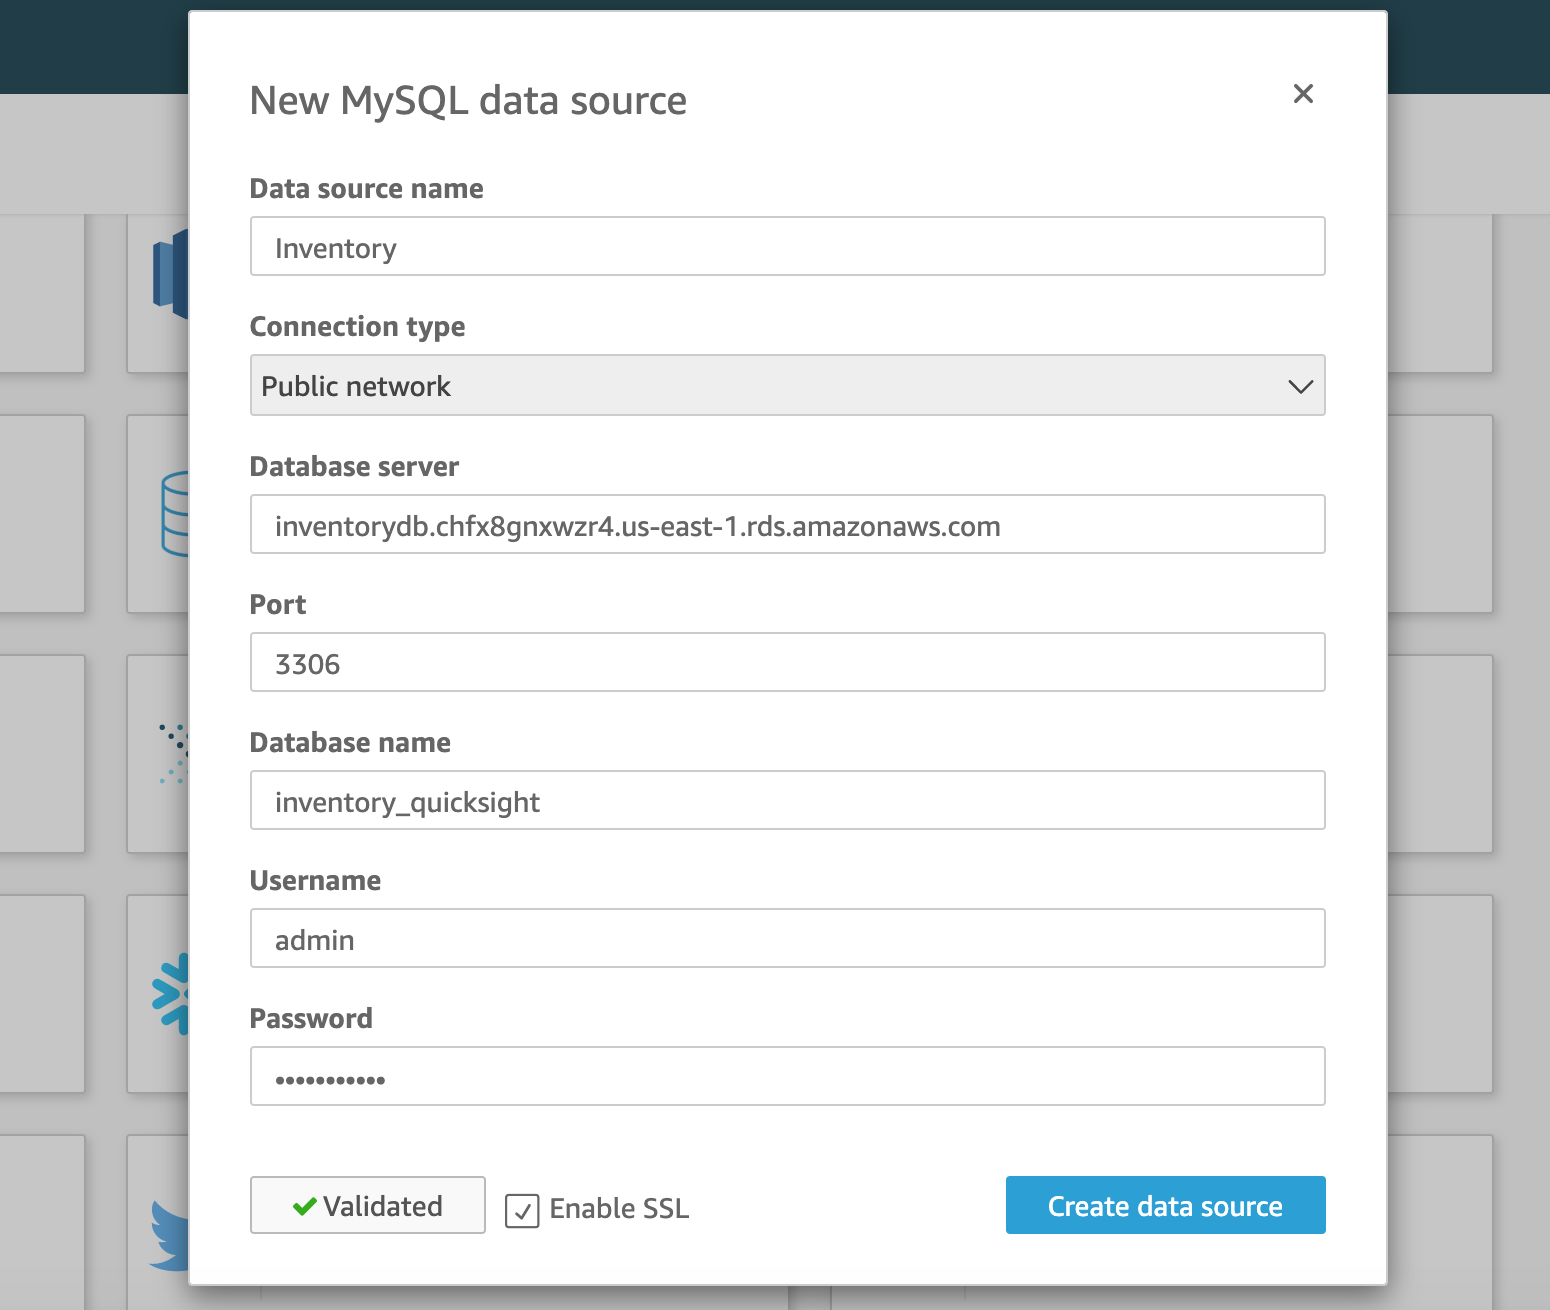 New MySQL data source
Data source name
Inventory
Connection type
Public network
Database server
inventorydb.chfx8gnxwzr4.us-east-1.rds.amazonaws.com
Port
3306
Database name
inventory_quicksight
Username
admin
Password
•••••••••••
Validated
Enable SSL
Create data source